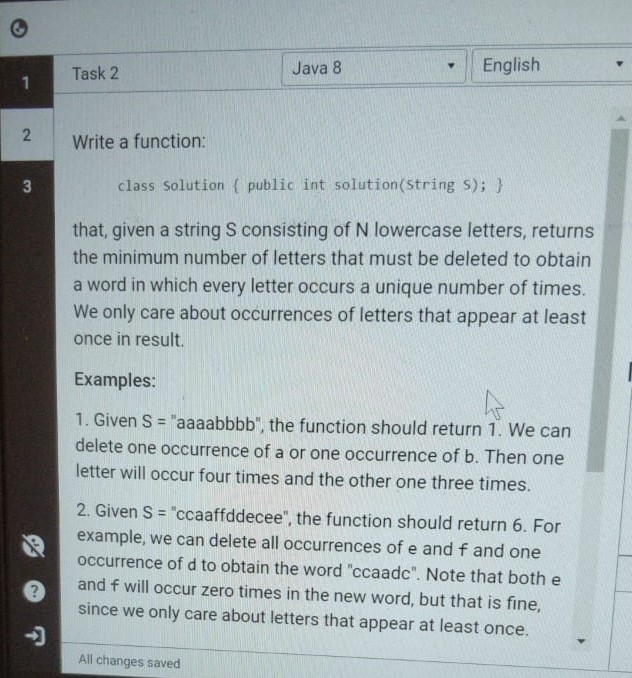 Task 2
Java 8
English
1
2
3
Write a function:
class Solution { public int solution(String S); }
that, given a string S consisting of N lowercase letters, returns
the minimum number of letters that must be deleted to obtain
a word in which every letter occurs a unique number of times.
We only care about occurrences of letters that appear at least
once in result.
Examples:
1. Given S = "aaaabbbb", the function should return 1. We can
delete one occurrence of a or one occurrence of b. Then one
letter will occur four times and the other one three times.
2. Given S = "ccaaffddecee", the function should return 6. For
example, we can delete all occurrences of e and f and one
occurrence of d to obtain the word "ccaadc". Note that both e
and f will occur zero times in the new word, but that is fine,
since we only care about letters that appear at least once.
?
All changes saved